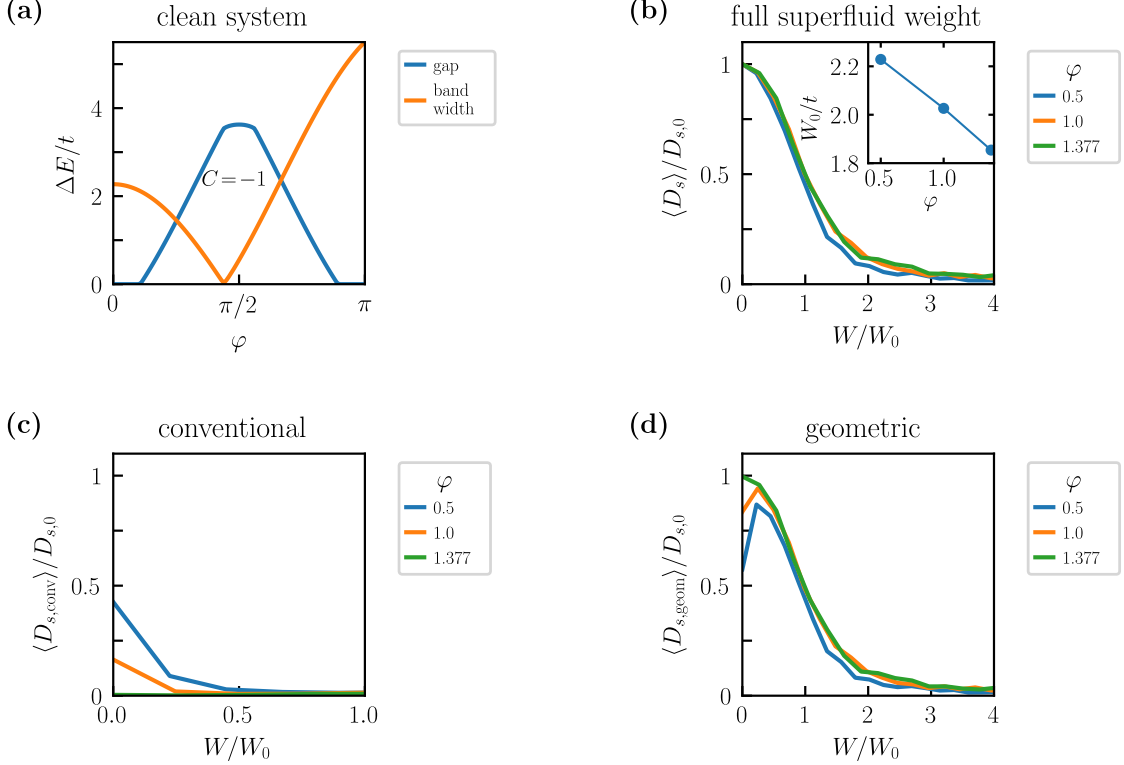 (a)
clean system
ΔE/t
4
2
0
0
π/2
π
φ
C=−1
gap
band
width
(b)
full superfluid weight
⟨D_s⟩/D_{s,0}
1
0.5
0
0
1
2
3
4
W/W_0
W_0/t
2.2
2.0
1.8
0.5
1.0
φ
φ
0.5
1.0
1.377
(c)
conventional
⟨D_{s,conv}⟩/D_{s,0}
1
0.5
0
0.0
0.5
1.0
W/W_0
φ
0.5
1.0
1.377
(d)
geometric
⟨D_{s,geom}⟩/D_{s,0}
1
0.5
0
0
1
2
3
4
W/W_0
φ
0.5
1.0
1.377